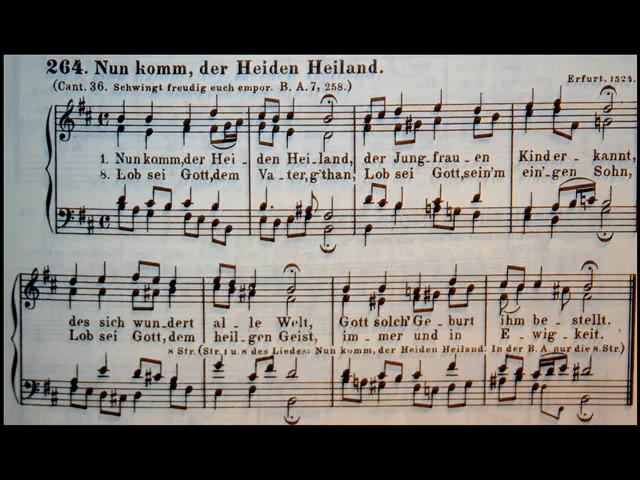 264. Nun komm, der Heiden Heiland.
(Cant. 36. Schwingt freudig euch empor. B. A. 7, 258.)
Erfurt, 1524.
1. Nun komm, der Hei - den Hei - land, der Jung - frau - en Kind er - kannt,
8. Lob sei Gott, dem Va - ter, g'than, Lob sei Gott, sein'm ein'- gen Sohn,
des sich wun - dert al - le Welt, Gott solch' Ge - burt ihm be - stellt.
Lob sei Gott, dem heil - gen Geist, im - mer und in E - wig - keit.
8 Str. (Str. 1 u. 8 des Liedes: Nun komm, der Heiden Heiland. In der B. A. nur die 8. Str.)